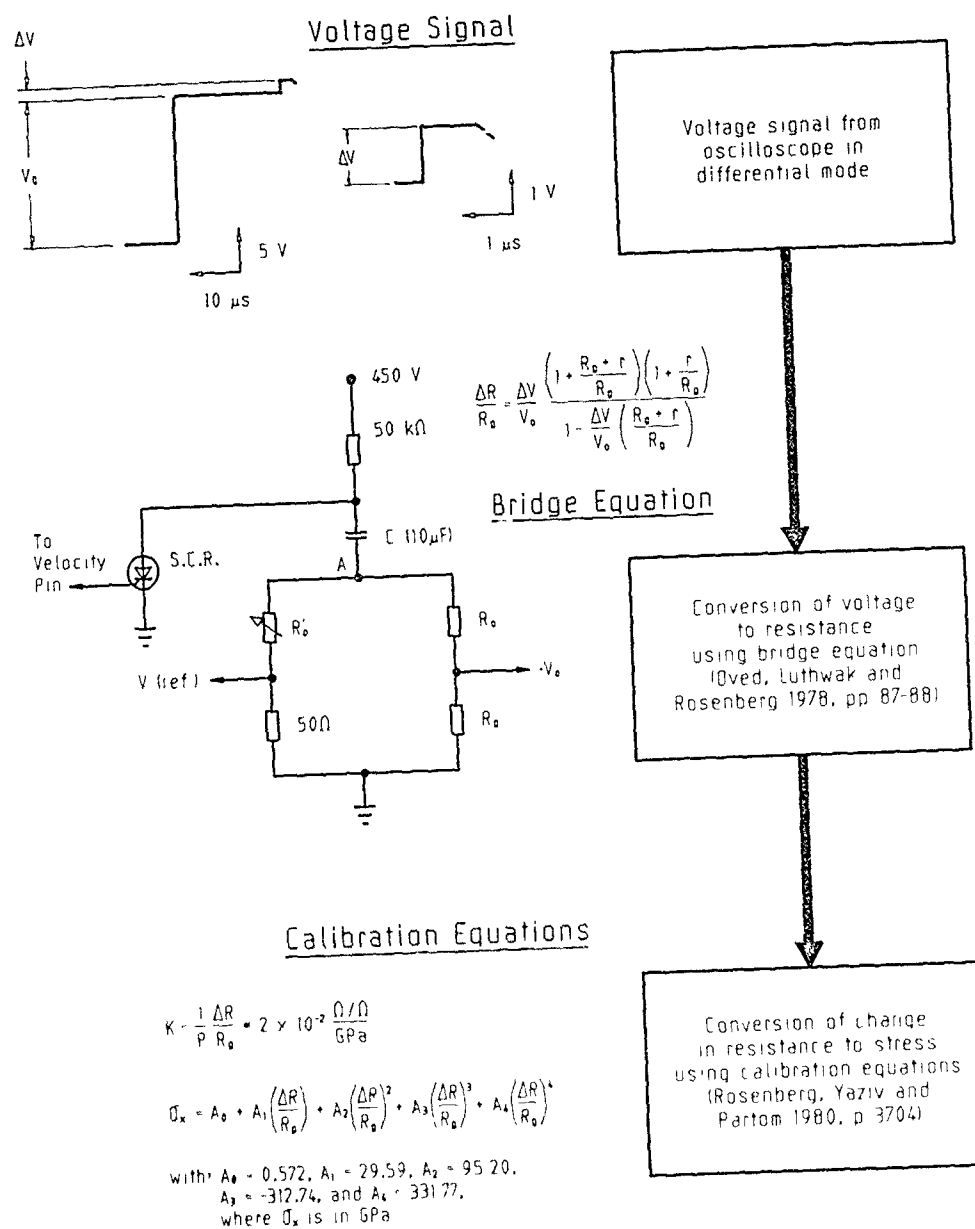 Voltage Signal
ΔV
V₀
5 V
10 μs
ΔV
1 V
1 μs
Voltage signal from
oscilloscope in
differential mode
450 V
50 kΩ
C (10μF)
To
Velocity
Pin
S.C.R.
A
R₀'
R₀
V (ref)
-V₀
50Ω
R₀
ΔR/R₀ = ΔV/V₀ (1 + (R₀ + r)/R₀)(1 + r/R₀) / (1 - ΔV/V₀ ((R₀ + r)/R₀))
Bridge Equation
Conversion of voltage
to resistance
using bridge equation
(Oved, Luthwak and
Rosenberg 1978, pp 87-88)
Calibration Equations
K - 1/P ΔR/R₀ = 2 × 10⁻² Ω/Ω/GPa
σₓ = A₀ + A₁(ΔR/R₀) + A₂(ΔR/R₀)² + A₃(ΔR/R₀)³ + A₄(ΔR/R₀)⁴
with, A₀ = 0.572, A₁ = 29.59, A₂ = 95.20,
A₃ = -312.74, and A₄ = 331.77,
where σₓ is in GPa
Conversion of change
in resistance to stress
using calibration equations
(Rosenberg, Yaziv and
Partom 1980, p 3704)